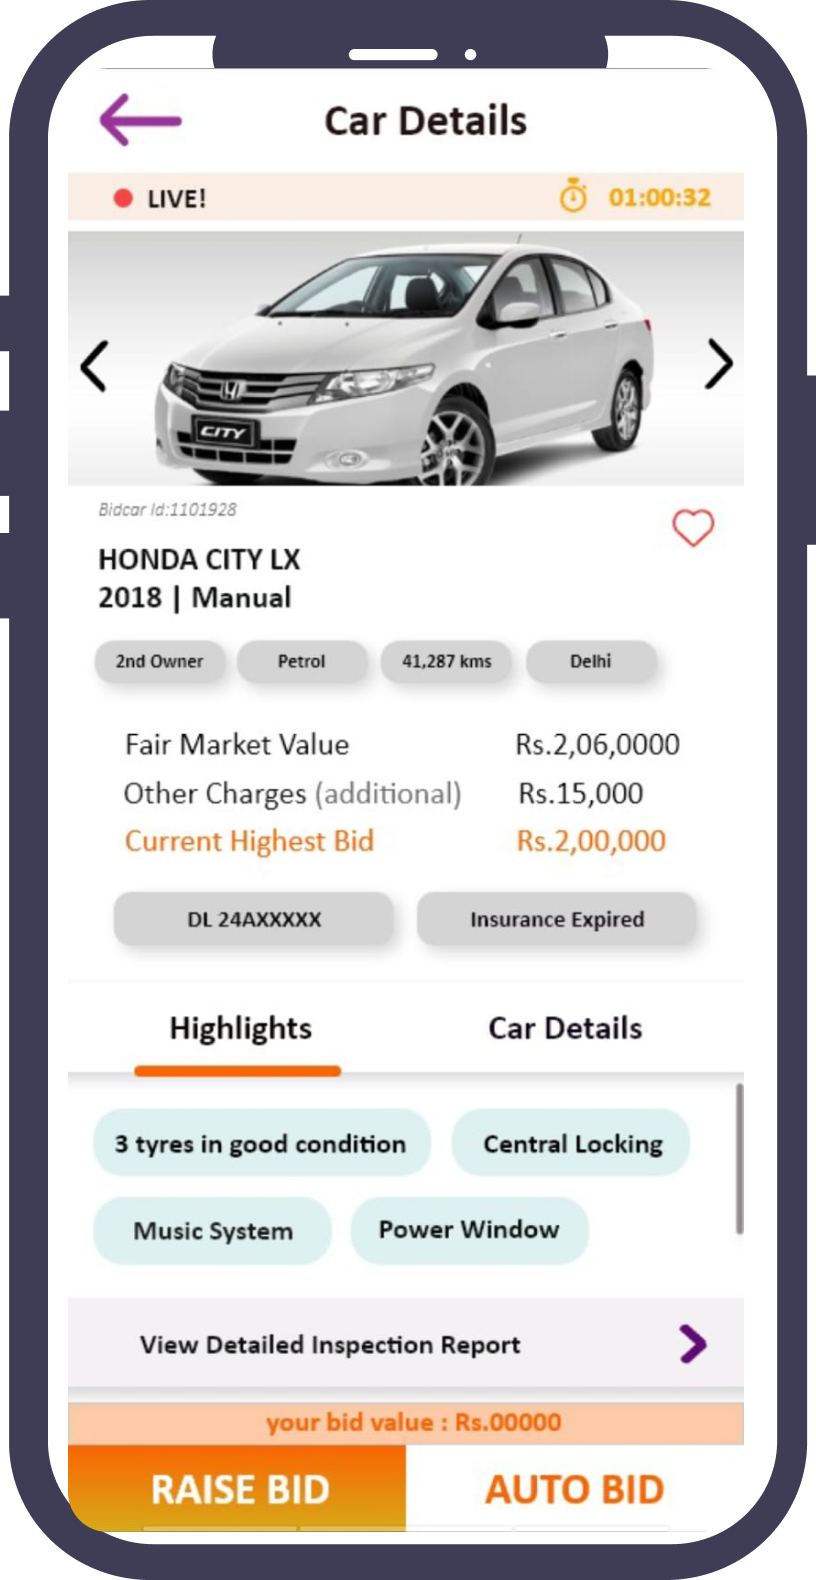 Car Details
LIVE!
01:00:32
CITY
Bidcar Id:1101928
HONDA CITY LX
2018 | Manual
2nd Owner Petrol 41,287 kms Delhi
Fair Market Value Rs.2,06,0000
Other Charges (additional) Rs.15,000
Current Highest Bid Rs.2,00,000
DL 24AXXXXX Insurance Expired
Highlights Car Details
3 tyres in good condition Central Locking
Music System Power Window
View Detailed Inspection Report
your bid value : Rs.00000
RAISE BID AUTO BID